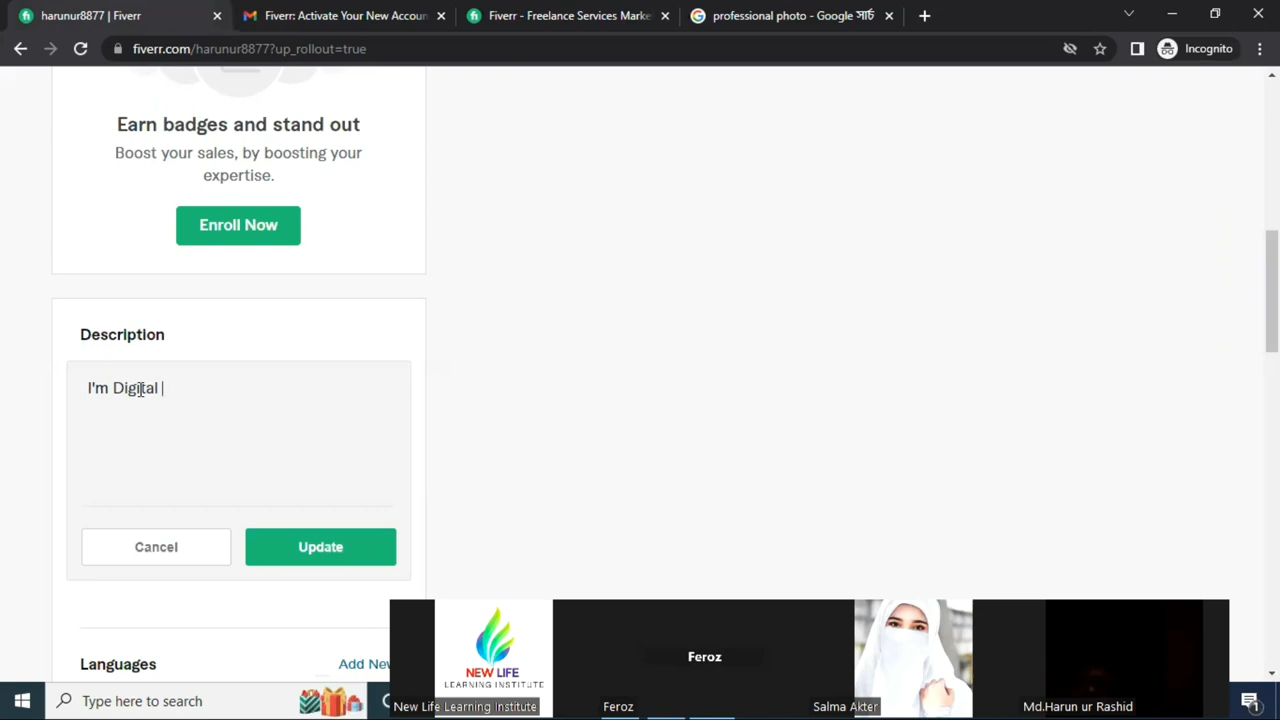 harunur8877 | Fiverr
Fiverr: Activate Your New Accoun
Fiverr - Freelance Services Marke
professional photo - Google সার্চ
fiverr.com/harunur8877?up_rollout=true
Incognito
Earn badges and stand out
Boost your sales, by boosting your
expertise.
Enroll Now
Description
I'm Digital
Cancel
Update
Languages
Add New
NEW LIFE
LEARNING INSTITUTE
Feroz
New Life Learning Institute
Feroz
Salma Akter
Md.Harun ur Rashid
Type here to search
1